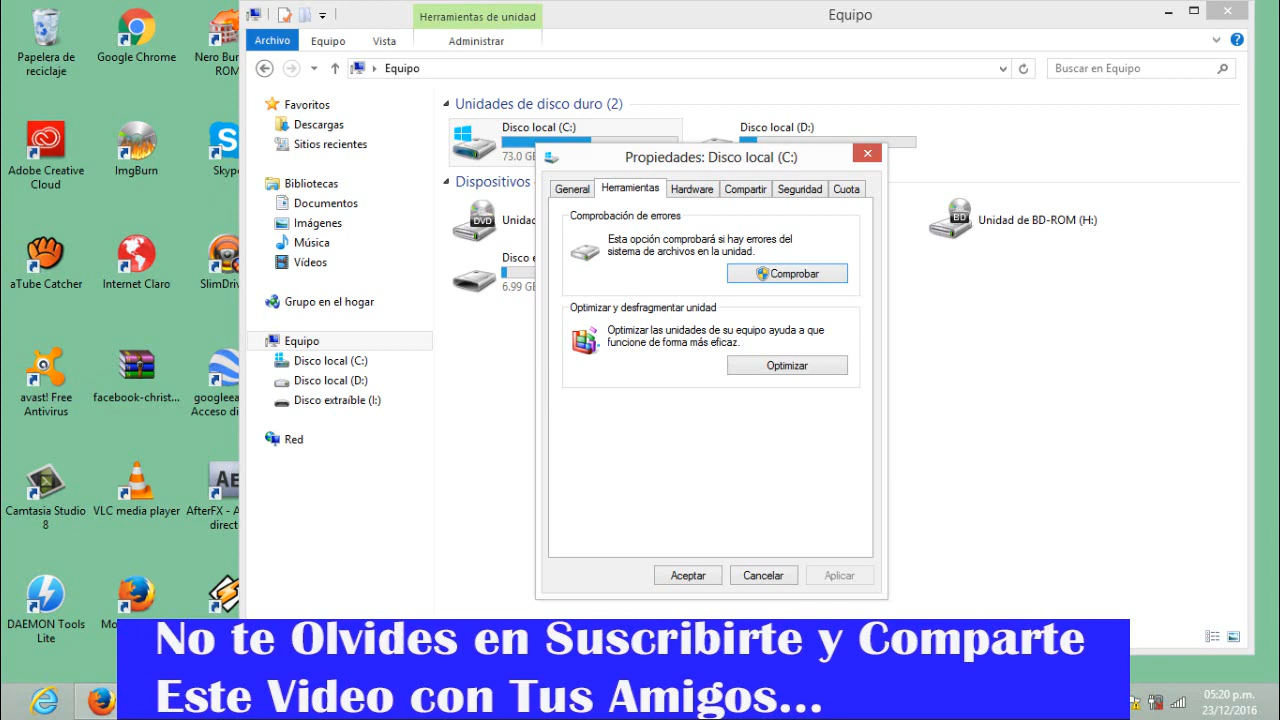 Papelera de
reciclaje
Google Chrome
Nero Bur
ROM
Adobe Creative
Cloud
ImgBurn
Skype
aTube Catcher
Internet Claro
SlimDriv
avast! Free
Antivirus
facebook-christ...
googleea
Acceso di
Camtasia Studio
8
VLC media player
AfterFX - A
direct
DAEMON Tools
Lite
Herramientas de unidad
Equipo
Archivo
Equipo
Vista
Administrar
Equipo
Buscar en Equipo
Favoritos
Descargas
Sitios recientes
Bibliotecas
Documentos
Imágenes
Música
Vídeos
Grupo en el hogar
Equipo
Disco local (C:)
Disco local (D:)
Disco extraíble (I:)
Red
Unidades de disco duro (2)
Disco local (C:)
73.0 GB
Disco local (D:)
Dispositivos
DVD
Unidad
BD
Unidad de BD-ROM (H:)
Disco e
6.99 G
Propiedades: Disco local (C:)
General
Herramientas
Hardware
Compartir
Seguridad
Cuota
Comprobación de errores
Esta opción comprobará si hay errores del
sistema de archivos en la unidad.
Comprobar
Optimizar y desfragmentar unidad
Optimizar las unidades de su equipo ayuda a que
funcione de forma más eficaz.
Optimizar
Aceptar
Cancelar
Aplicar
No te Olvides en Suscribirte y Comparte
Este Video con Tus Amigos...
05:20 p.m.
23/12/2016